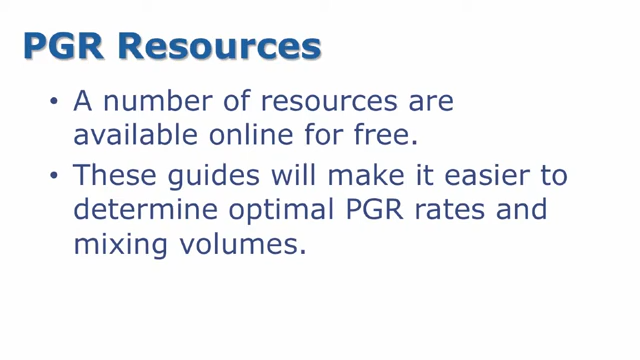 PGR Resources
• A number of resources are
available online for free.
• These guides will make it easier to
determine optimal PGR rates and
mixing volumes.